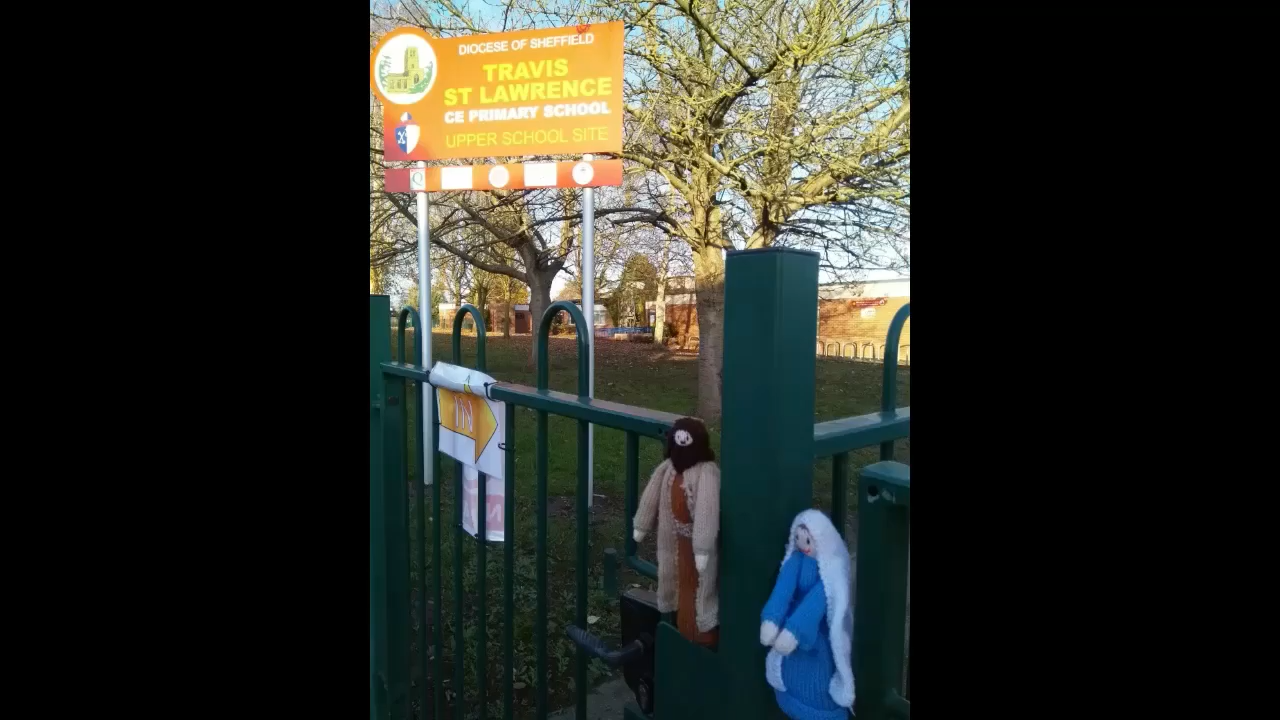 DIOCESE OF SHEFFIELD
TRAVIS
ST LAWRENCE
CE PRIMARY SCHOOL
UPPER SCHOOL SITE
IN